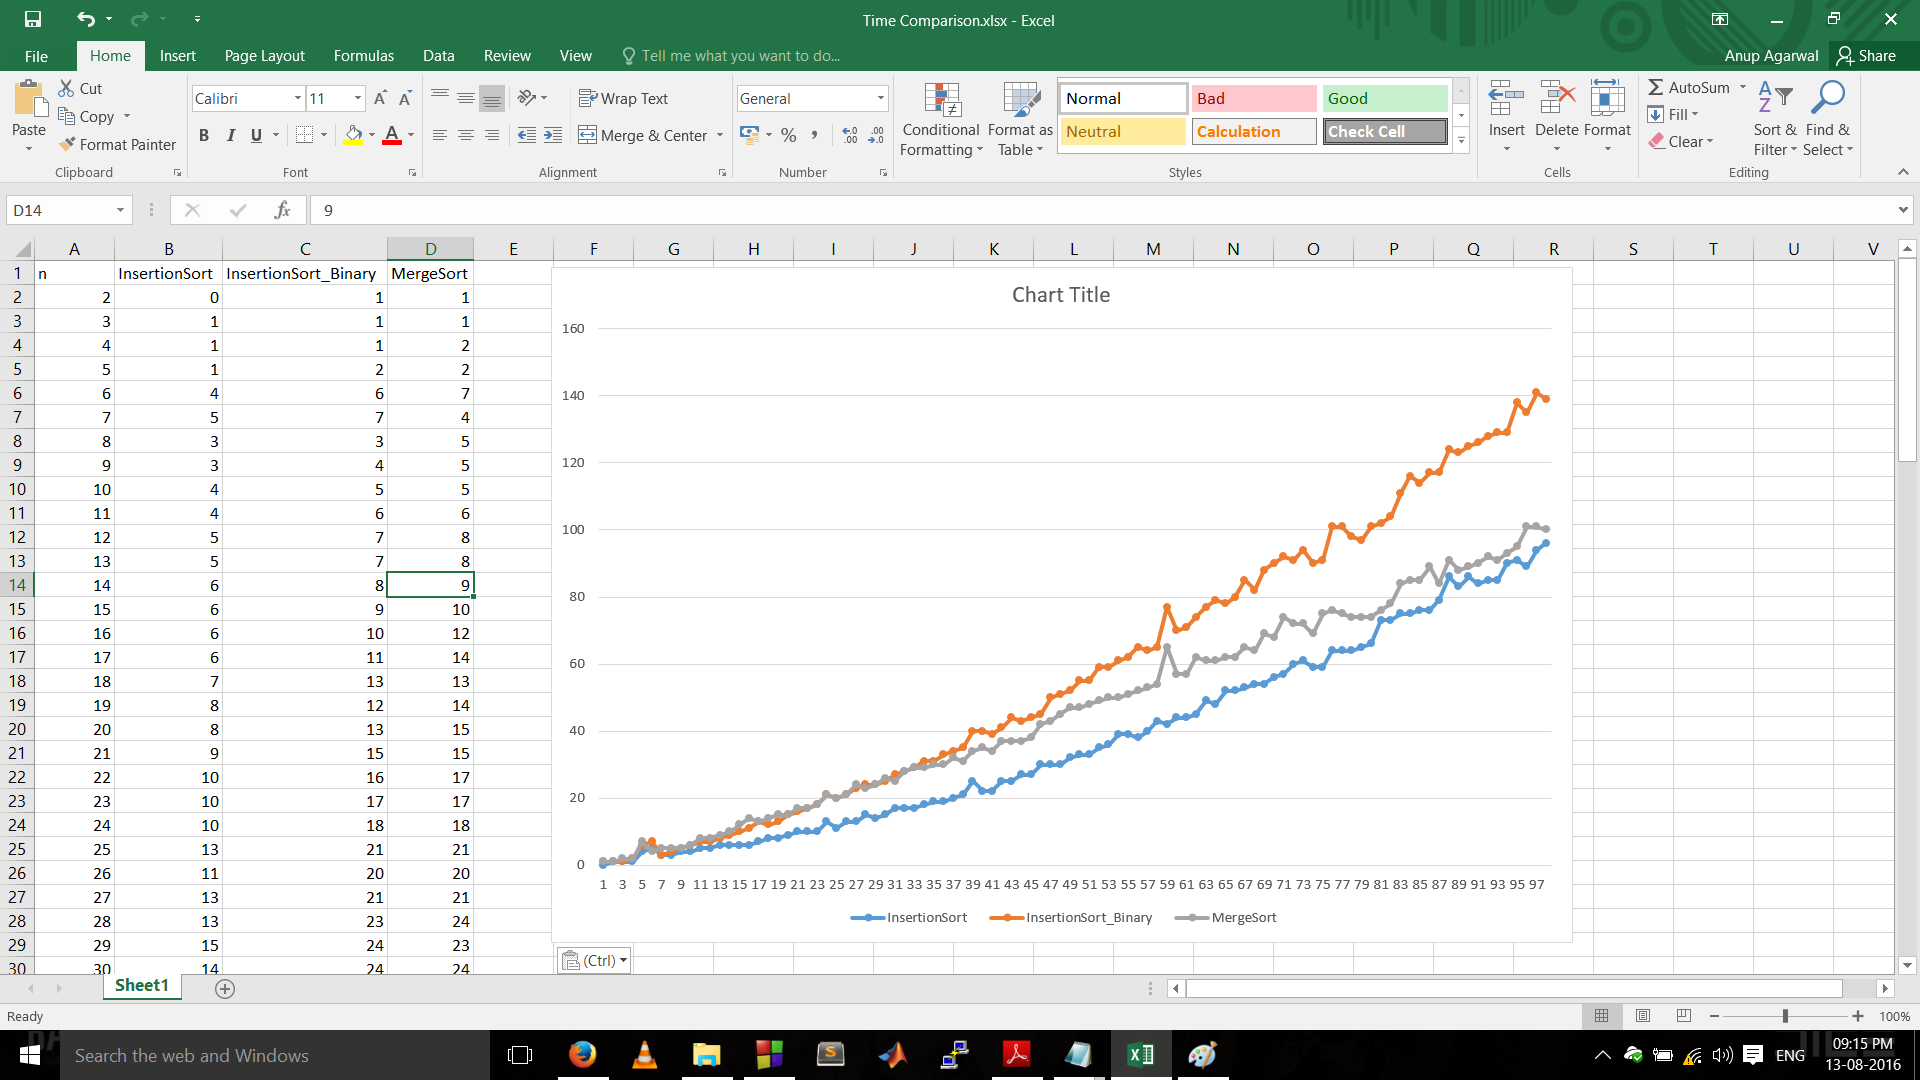 Time Comparison.xlsx - Excel
File Home Insert Page Layout Formulas Data Review View Tell me what you want to do... Anup Agarwal Share
Paste Cut Copy Format Painter Clipboard
Calibri 11 A A B I U A Font
Wrap Text Merge & Center Alignment
General % , .00 Number
Conditional Formatting Format as Table Normal Bad Good Neutral Calculation Check Cell Styles
Insert Delete Format Cells
AutoSum Fill Clear Sort & Filter Find & Select Editing
D14 fx 9
A B C D E F G H I J K L M N O P Q R S T U V
1 n InsertionSort InsertionSort_Binary MergeSort
2 2 0 1 1
3 3 1 1 1
4 4 1 1 2
5 5 1 2 2
6 6 4 6 7
7 7 5 7 4
8 8 3 3 5
9 9 3 4 5
10 10 4 5 5
11 11 4 6 6
12 12 5 7 8
13 13 5 7 8
14 14 6 8 9
15 15 6 9 10
16 16 6 10 12
17 17 6 11 14
18 18 7 13 13
19 19 8 12 14
20 20 8 13 15
21 21 9 15 15
22 22 10 16 17
23 23 10 17 17
24 24 10 18 18
25 25 13 21 21
26 26 11 20 20
27 27 13 21 21
28 28 13 23 24
29 29 15 24 23
30 30 14 24 24
Chart Title
160
140
120
100
80
60
40
20
0
1 3 5 7 9 11 13 15 17 19 21 23 25 27 29 31 33 35 37 39 41 43 45 47 49 51 53 55 57 59 61 63 65 67 69 71 73 75 77 79 81 83 85 87 89 91 93 95 97
InsertionSort InsertionSort_Binary MergeSort
(Ctrl)
Sheet1
Ready 100%
Search the web and Windows
ENG 09:15 PM
13-08-2016